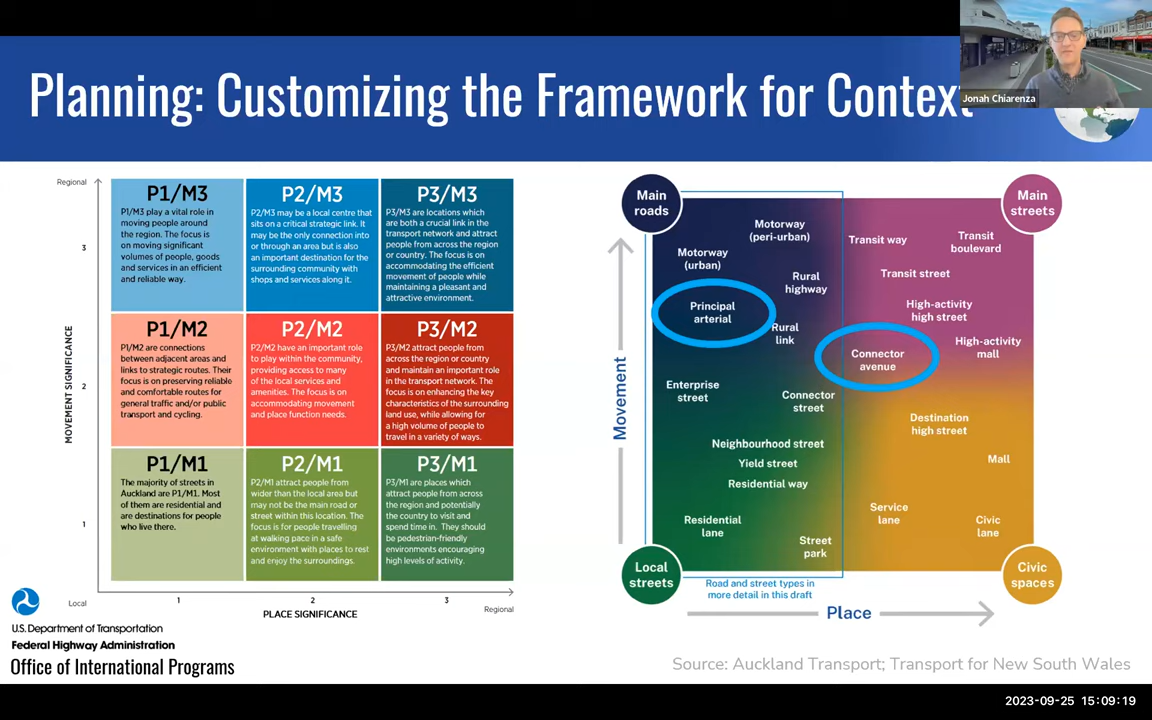 Planning: Customizing the Framework for Context
Jonah Chiarenza
Regional
3
2
1
Local
MOVEMENT SIGNIFICANCE
P1/M3
P1/M3 play a vital role in
moving people around
the region. The focus is
on moving significant
volumes of people, goods
and services in an efficient
and reliable way.
P2/M3
P2/M3 may be a local centre that
sits on a critical strategic link. It
may be the only connection into
or through an area but is also
an important destination for the
surrounding community with
shops and services along it.
P3/M3
P3/M3 are locations which
are both a crucial link in the
transport network and attract
people from across the region
or country. The focus is on
accommodating the efficient
movement of people while
maintaining a pleasant and
attractive environment.
P1/M2
P1/M2 are connections
between adjacent areas and
links to strategic routes. Their
focus is on preserving reliable
and comfortable routes for
general traffic and/or public
transport and cycling.
P2/M2
P2/M2 have an important role
to play within the community,
providing access to many
of the local services and
amenities. The focus is on
accommodating movement
and place function needs.
P3/M2
P3/M2 attract people from
across the region or country
and maintain an important role
in the transport network. The
focus is on enhancing the key
characteristics of the surrounding
land use, while allowing for
a high volume of people to
travel in a variety of ways.
P1/M1
The majority of streets in
Auckland are P1/M1. Most
of them are residential and
are destinations for people
who live there.
P2/M1
P2/M1 attract people from
wider than the local area but
may not be the main road or
street within this location. The
focus is for people travelling
at walking pace in a safe
environment with places to rest
and enjoy the surroundings.
P3/M1
P3/M1 are places which
attract people from across
the region and potentially
the country to visit and
spend time in. They should
be pedestrian-friendly
environments encouraging
high levels of activity.
1
2
3
Regional
PLACE SIGNIFICANCE
Main
roads
Main
streets
Motorway
(peri-urban)
Transit way
Transit
boulevard
Motorway
(urban)
Transit street
Rural
highway
Principal
arterial
High-activity
high street
Rural
link
High-activity
mall
Connector
avenue
Enterprise
street
Connector
street
Destination
high street
Neighbourhood street
Mall
Yield street
Residential way
Service
lane
Residential
lane
Civic
lane
Street
park
Local
streets
Civic
spaces
Movement
Road and street types in
more detail in this draft
Place
U.S. Department of Transportation
Federal Highway Administration
Office of International Programs
Source: Auckland Transport; Transport for New South Wales
2023-09-25 15:09:19